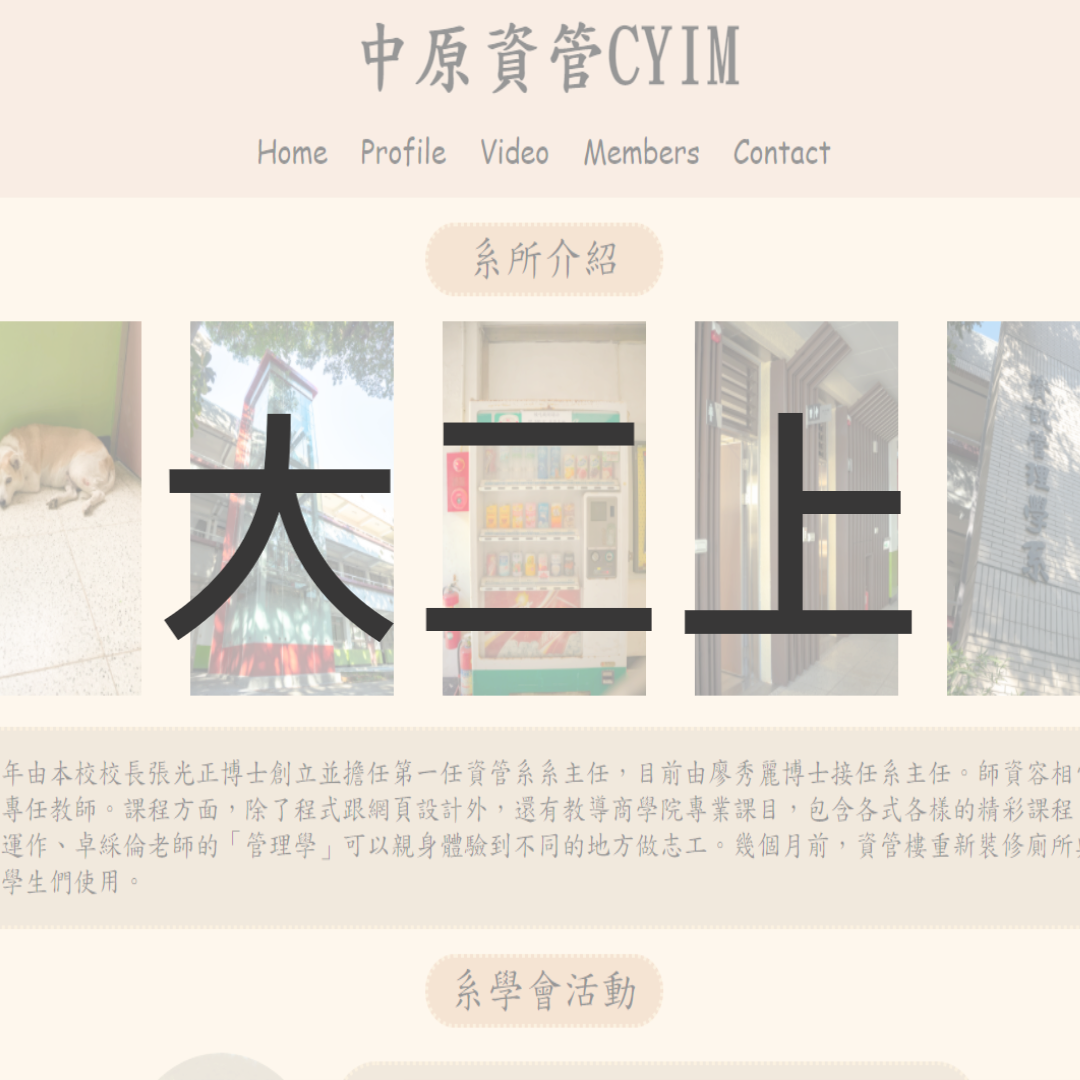 中原資管CYIM
Home Profile Video Members Contact
系所介紹
大二上
年由本校校長張光正博士創立並擔任第一任資管系系主任，目前由廖秀麗博士接任系主任。師資容相
專任教師。課程方面，除了程式跟網頁設計外，還有教導商學院專業課目，包含各式各樣的精彩課程
運作、卓綵倫老師的「管理學」可以親身體驗到不同的地方做志工。幾個月前，資管樓重新裝修廁所
學生們使用。
系學會活動